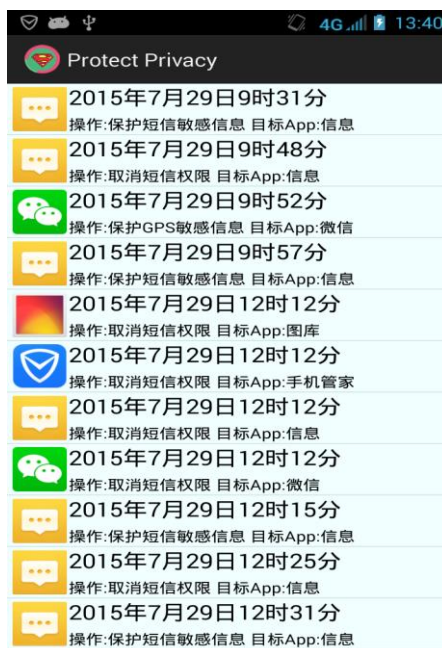 4G 13:40
Protect Privacy
2015年7月29日9时31分
操作:保护短信敏感信息 目标App:信息
2015年7月29日9时48分
操作:取消短信权限 目标App:信息
2015年7月29日9时52分
操作:保护GPS敏感信息 目标App:微信
2015年7月29日9时57分
操作:保护短信敏感信息 目标App:信息
2015年7月29日12时12分
操作:取消短信权限 目标App:图库
2015年7月29日12时12分
操作:取消短信权限 目标App:手机管家
2015年7月29日12时12分
操作:取消短信权限 目标App:信息
2015年7月29日12时12分
操作:取消短信权限 目标App:微信
2015年7月29日12时15分
操作:保护短信敏感信息 目标App:信息
2015年7月29日12时25分
操作:取消短信权限 目标App:信息
2015年7月29日12时31分
操作:保护短信敏感信息 目标App:信息